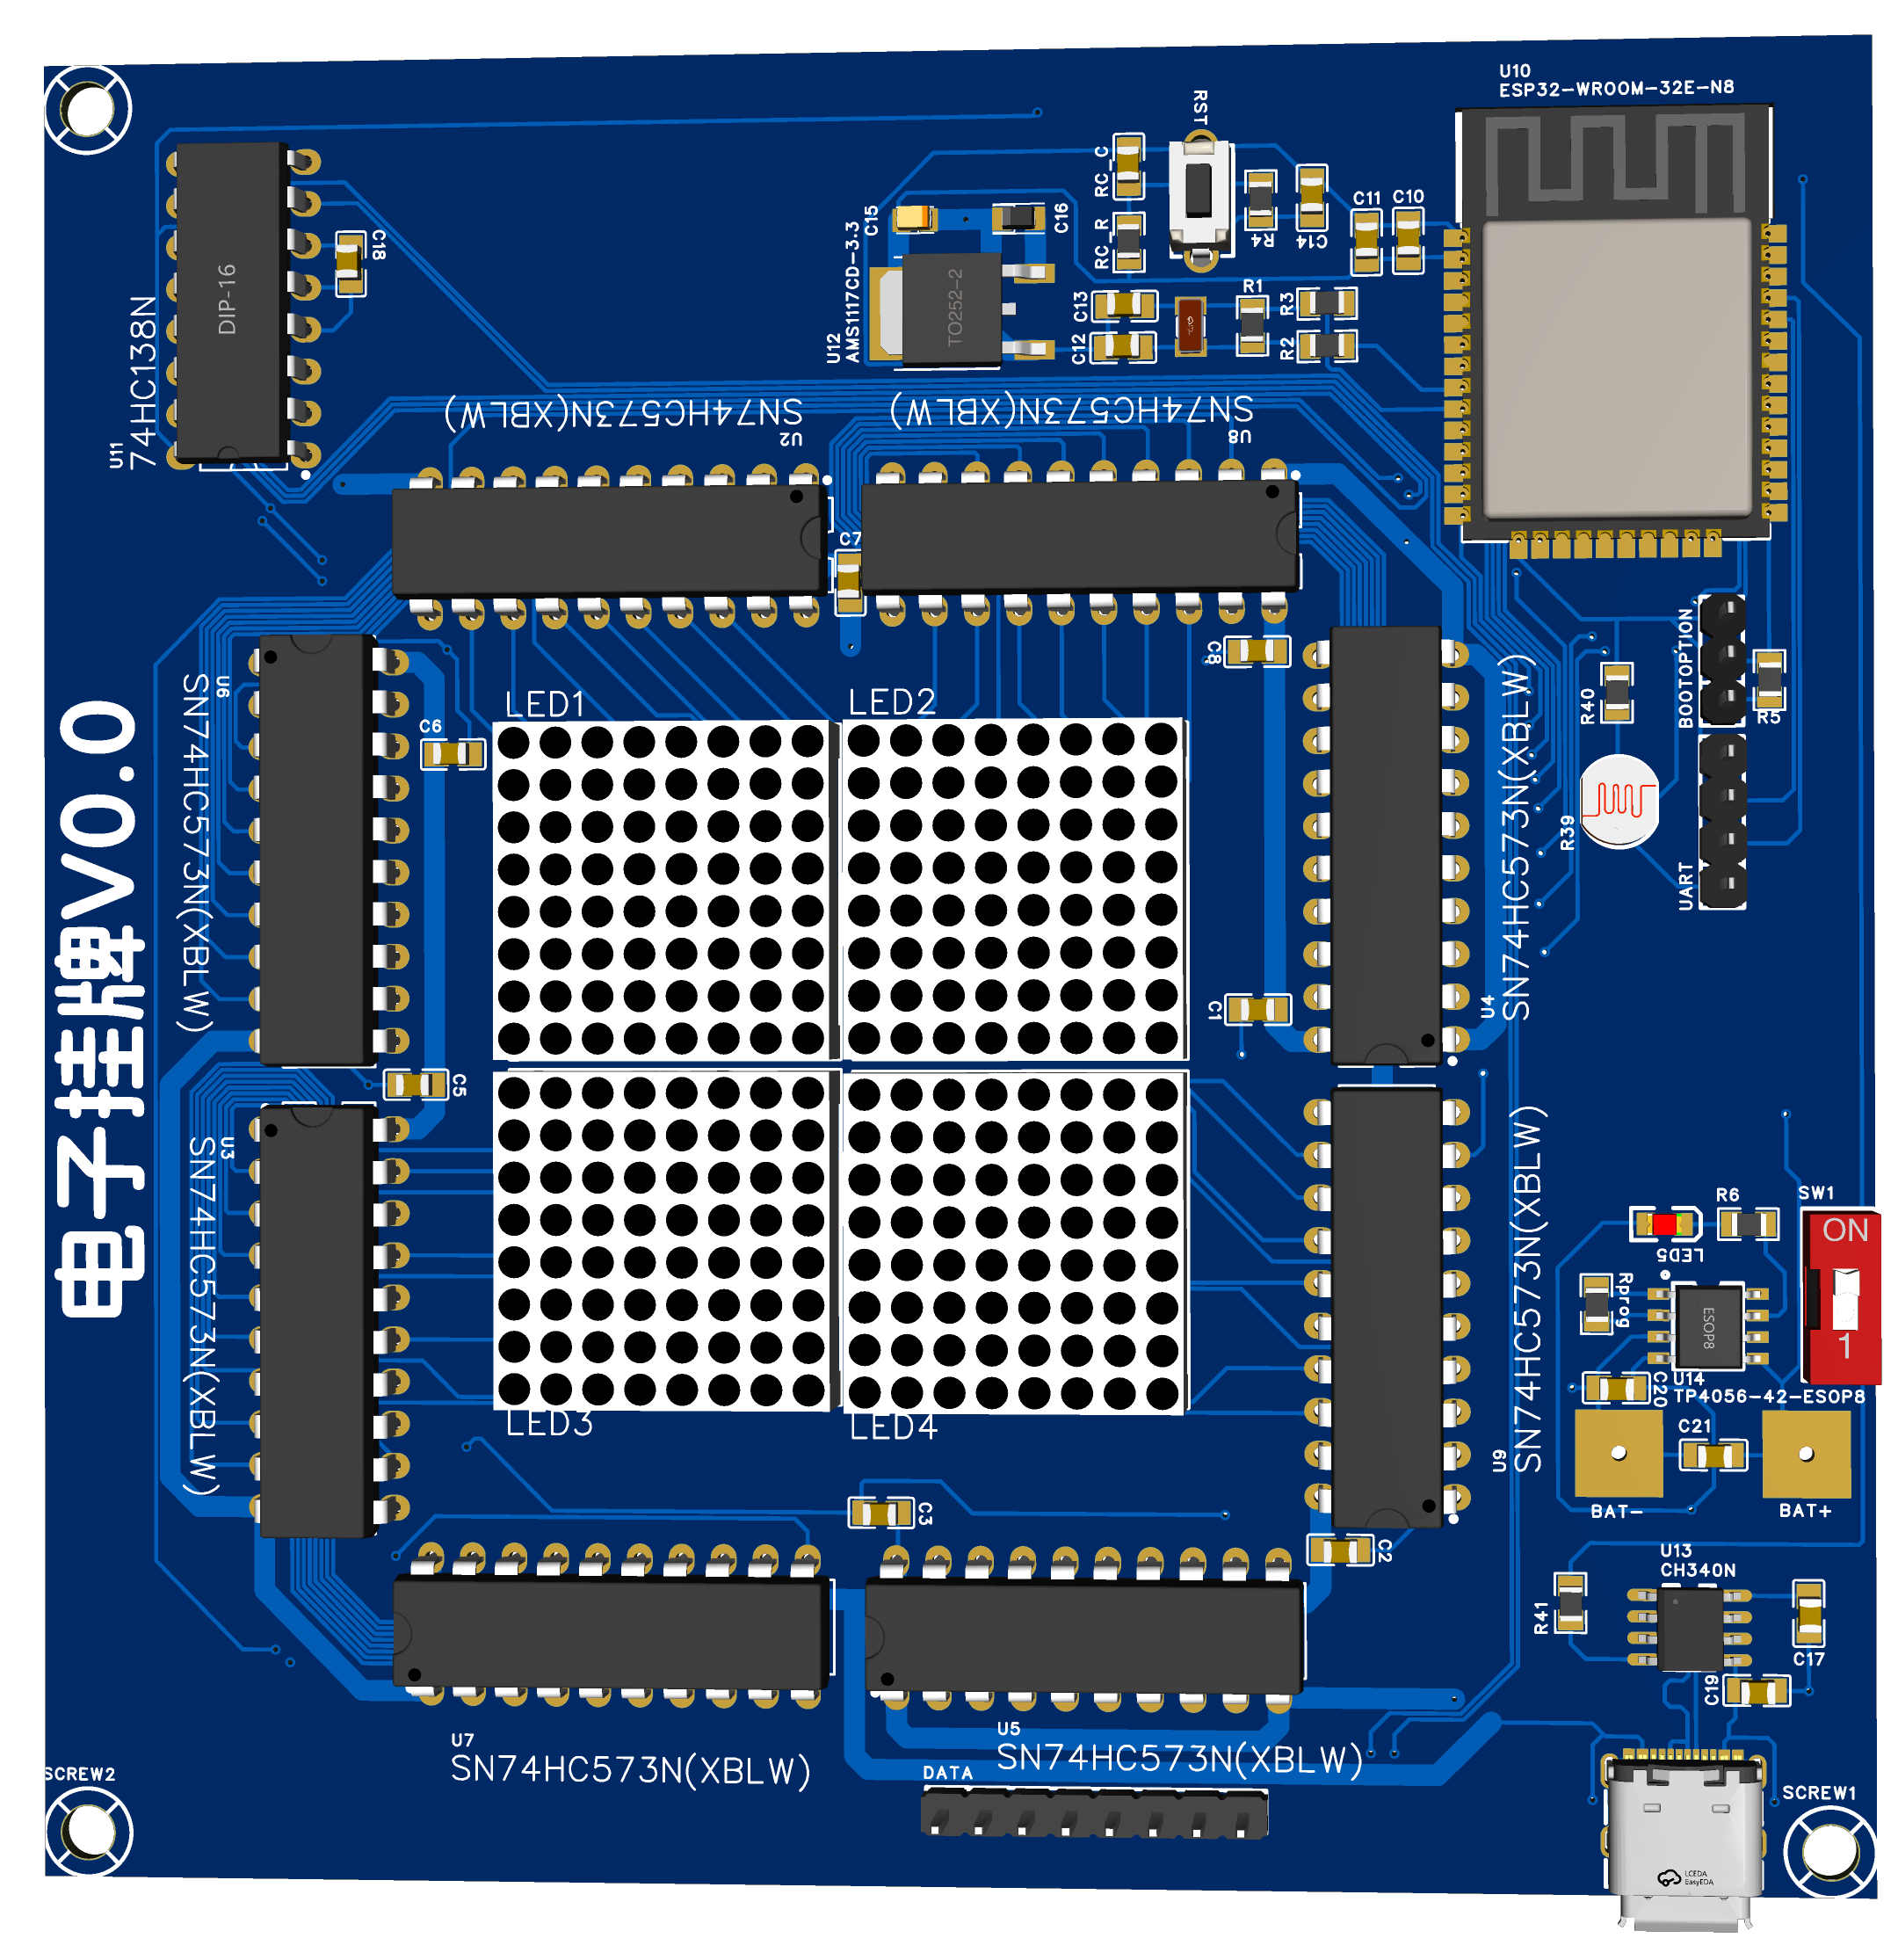 U10
ESP32-WROOM-32E-N8
RST
RC_C
RC_R
C15
C16
R4
C14
C11
C10
C18
DIP-16
74HC138N
U11
TO252-2
U12
AMS1117CD-3.3
C13
C12
R1
R3
R2
SN74HC573N(XBLW)
U2
SN74HC573N(XBLW)
U8
C7
C8
BOOTOPTION
R5
R40
R39
UART
U6
SN74HC573N(XBLW)
C6
LED1
LED2
U4
SN74HC573N(XBLW)
C1
电子挂牌V0.0
C5
U3
SN74HC573N(XBLW)
LED3
LED4
U9
SN74HC573N(XBLW)
R6
SW1
ON
1
LED5
Rprog
ESOP8
U14
TP4056-42-ESOP8
C20
C21
BAT-
BAT+
C3
C2
U13
CH340N
R41
C17
C19
U7
SN74HC573N(XBLW)
U5
SN74HC573N(XBLW)
DATA
SCREW2
SCREW1
LCEDA
EasyEDA